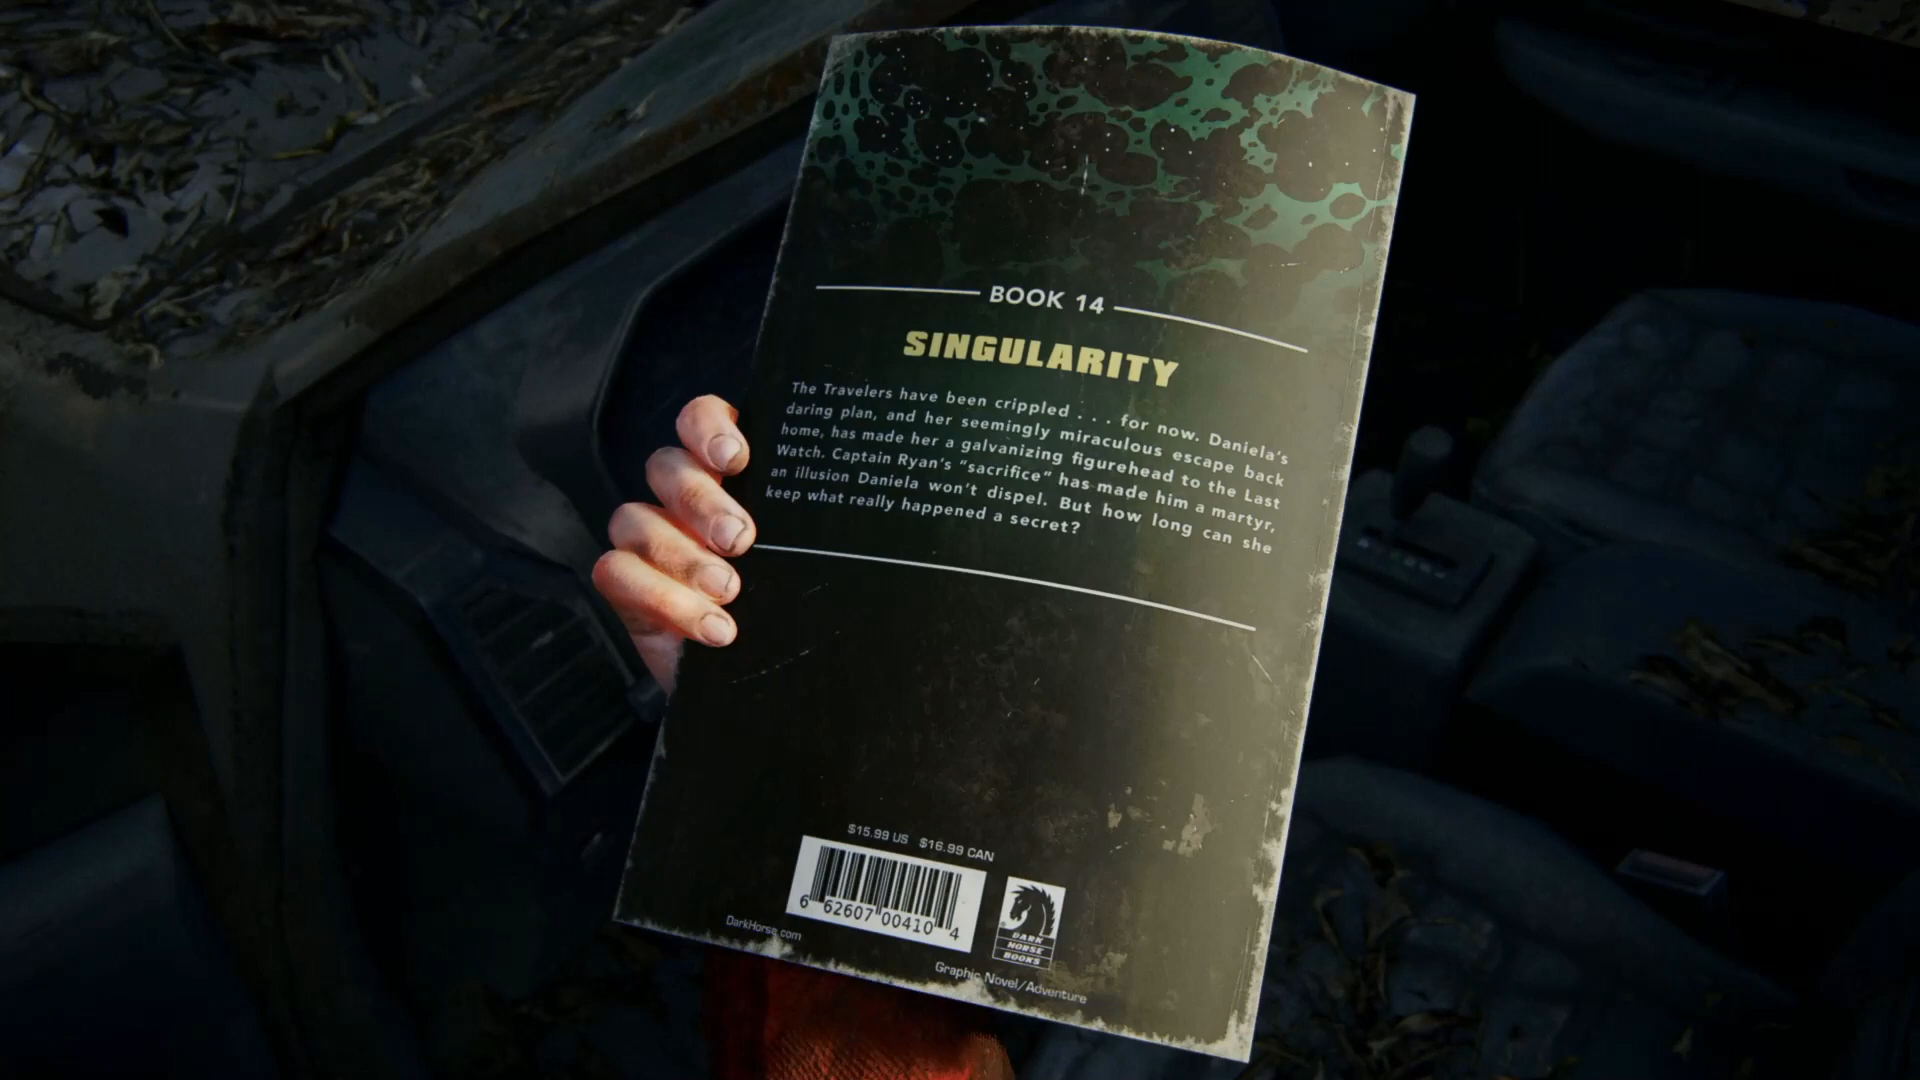 BOOK 14
SINGULARITY
The Travelers have been crippled . . . for now. Daniela's
daring plan, and her seemingly miraculous escape back
home, has made her a galvanizing figurehead to the Last
Watch. Captain Ryan's "sacrifice" has made him a martyr,
an illusion Daniela won't dispel. But how long can she
keep what really happened a secret?
$15.99 US $16.99 CAN
6 62607 00410 4
DarkHorse.com
DARK
HORSE
BOOKS
Graphic Novel/Adventure